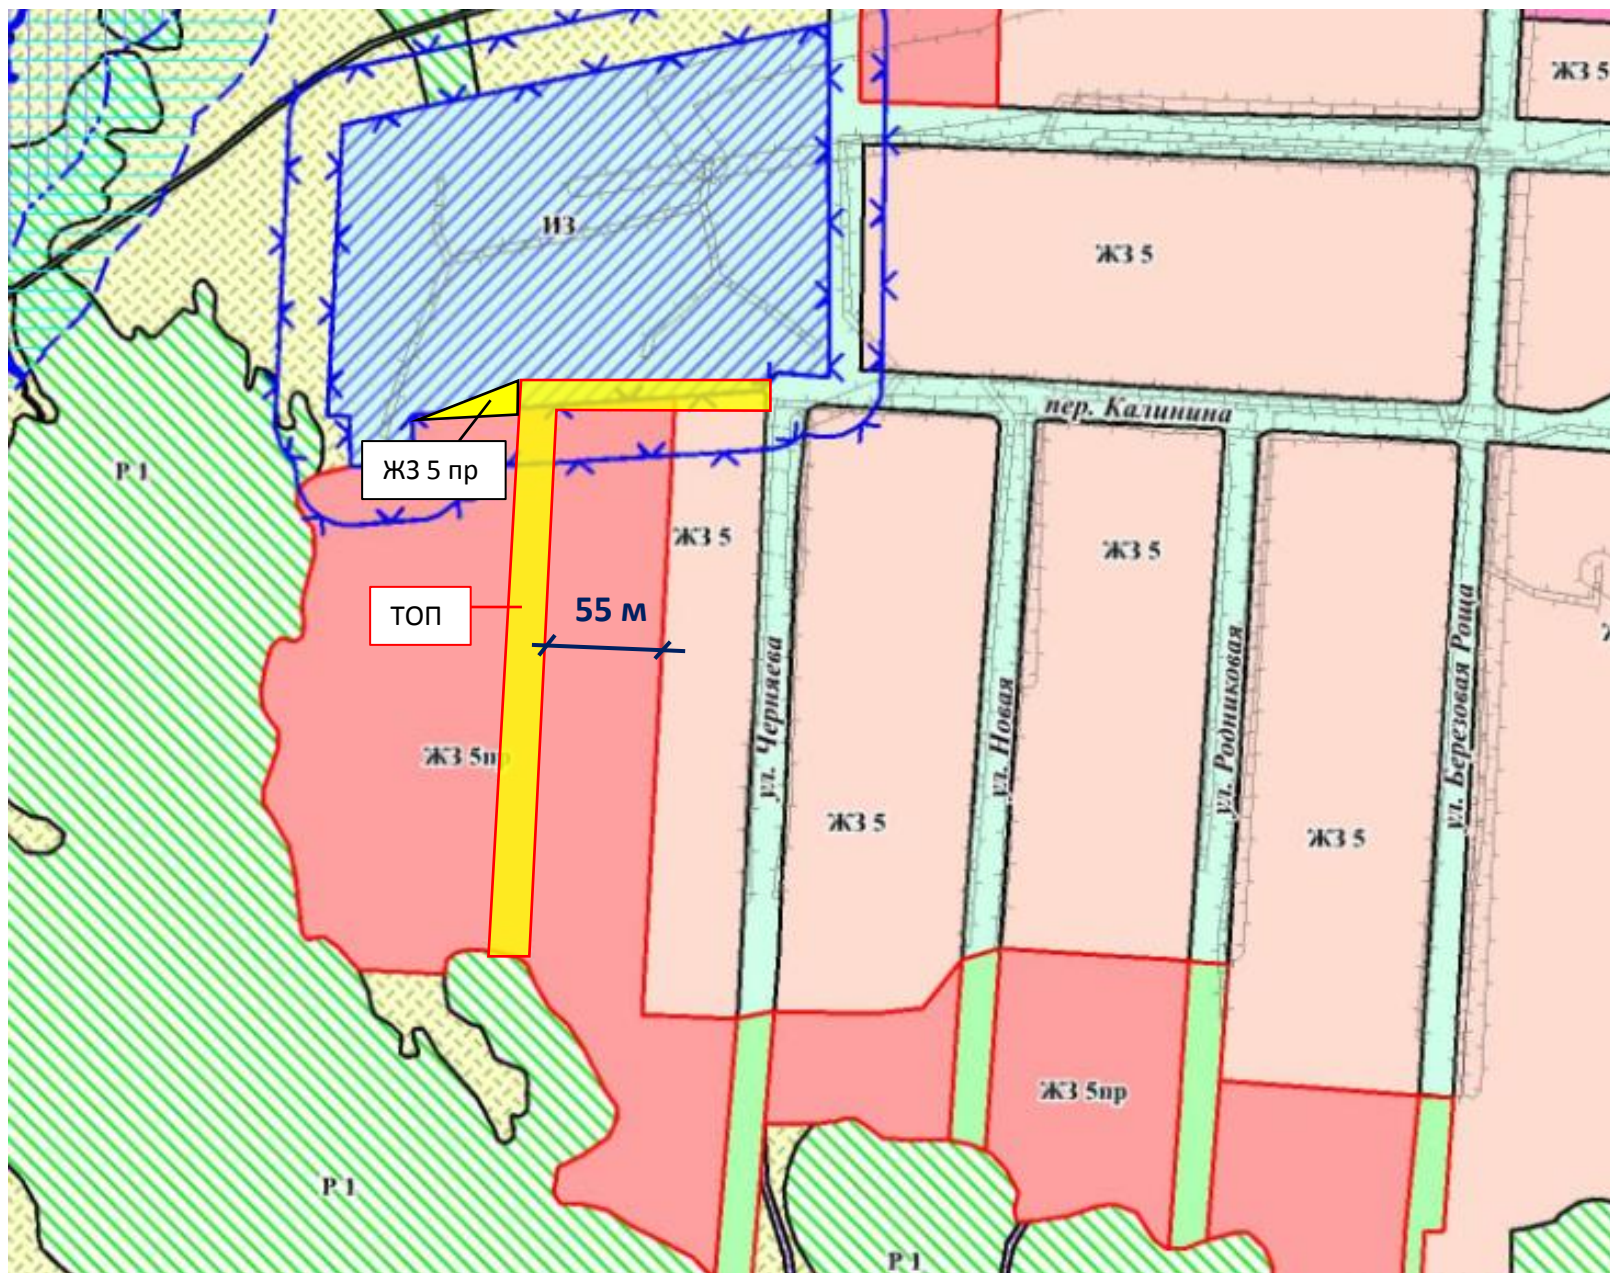 ЖЗ 5
ИЗ
ЖЗ 5
пер. Калинина
Р 1
ЖЗ 5 пр
ЖЗ 5
ЖЗ 5
ТОП
55 м
ул. Черняева
ул. Новая
ул. Родниковая
ул. Березовая Роща
ЖЗ 5пр
ЖЗ 5
ЖЗ 5
ЖЗ 5пр
Р 1
Р 1